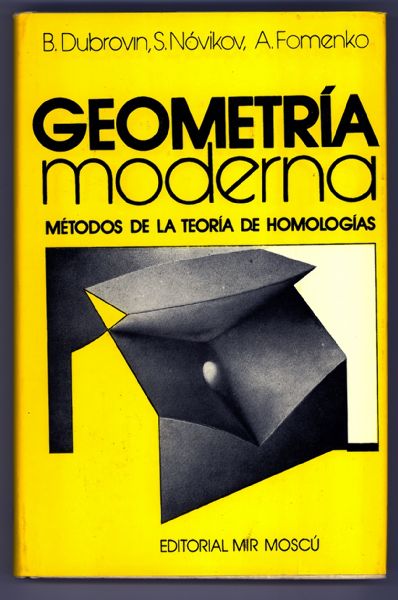 B. Dubrovin, S. Nóvikov, A. Fomenko
GEOMETRÍA
moderna
MÉTODOS DE LA TEORÍA DE HOMOLOGÍAS
EDITORIAL MIR MOSCÚ